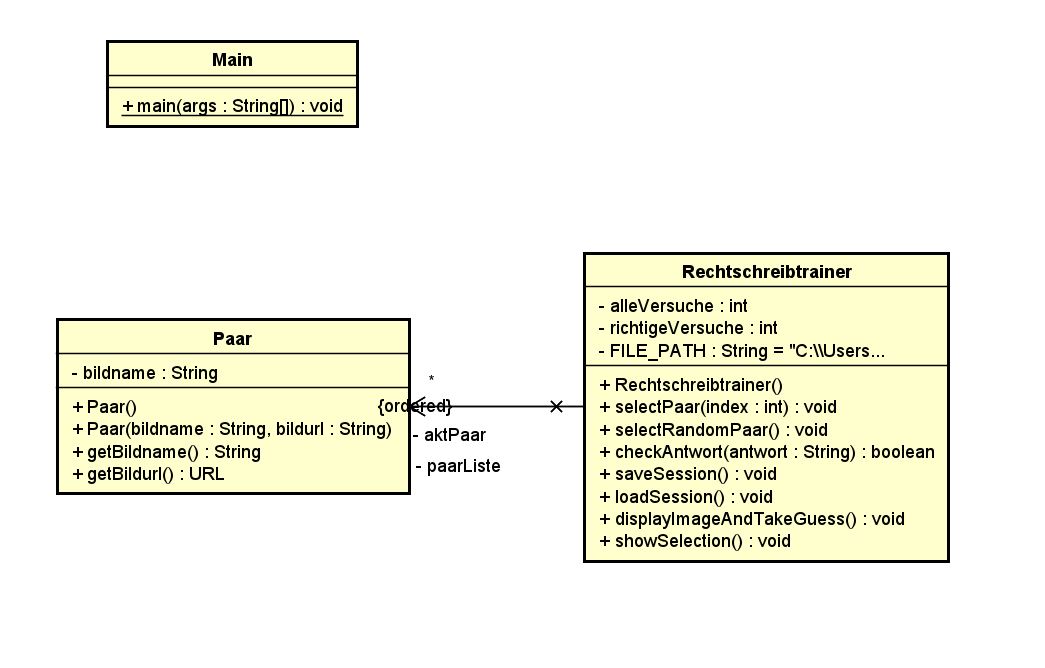 Main
+ main(args : String[]) : void
Rechtschreibtrainer
- alleVersuche : int
- richtigeVersuche : int
- FILE_PATH : String = "C:\\Users...
+ Rechtschreibtrainer()
+ selectPaar(index : int) : void
+ selectRandomPaar() : void
+ checkAntwort(antwort : String) : boolean
+ saveSession() : void
+ loadSession() : void
+ displayImageAndTakeGuess() : void
+ showSelection() : void
Paar
- bildname : String
+ Paar()
+ Paar(bildname : String, bildurl : String)
+ getBildname() : String
+ getBildurl() : URL
*
{ordered}
- aktPaar
- paarListe